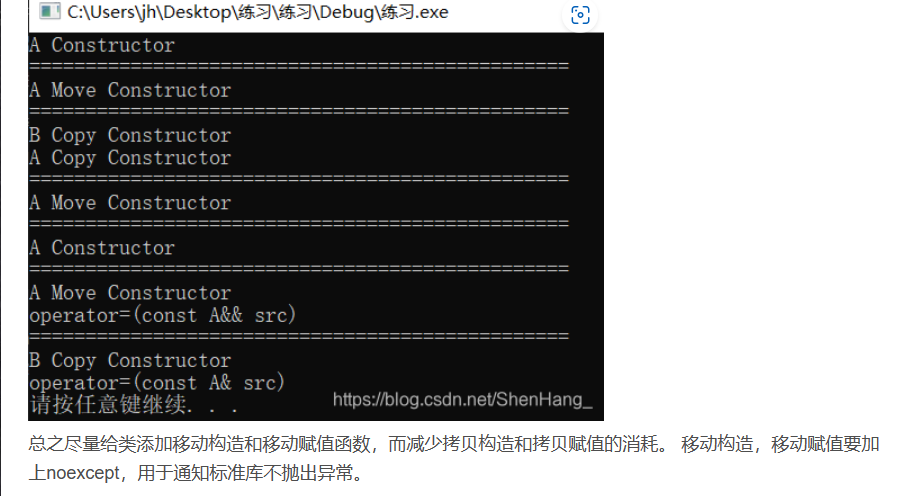 C:\Users\jh\Desktop\练习\练习\Debug\练习.exe
A Constructor
================================================
A Move Constructor
================================================
B Copy Constructor
A Copy Constructor
================================================
A Move Constructor
================================================
A Constructor
================================================
A Move Constructor
operator=(const A&& src)
================================================
B Copy Constructor
operator=(const A& src)
请按任意键继续. . .
https://blog.csdn.net/ShenHang_
总之尽量给类添加移动构造和移动赋值函数，而减少拷贝构造和拷贝赋值的消耗。 移动构造，移动赋值要加
上noexcept，用于通知标准库不抛出异常。